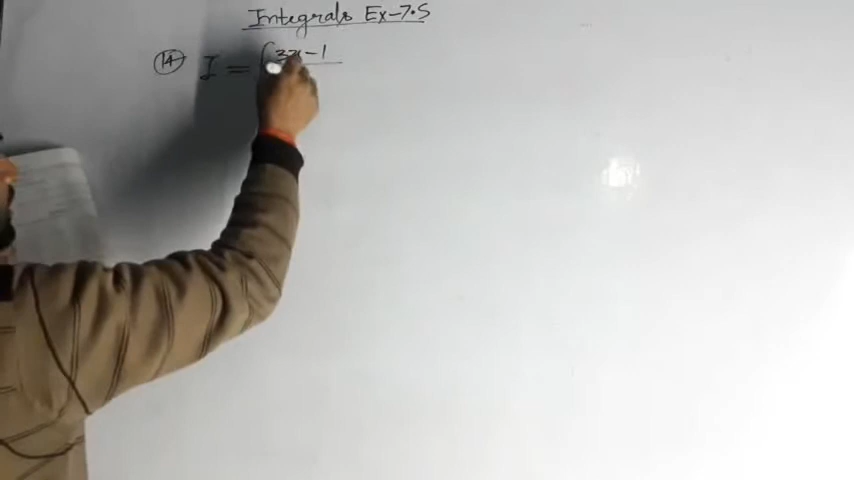 Integrals Ex-7.5
14 I = ∫ 3x-1